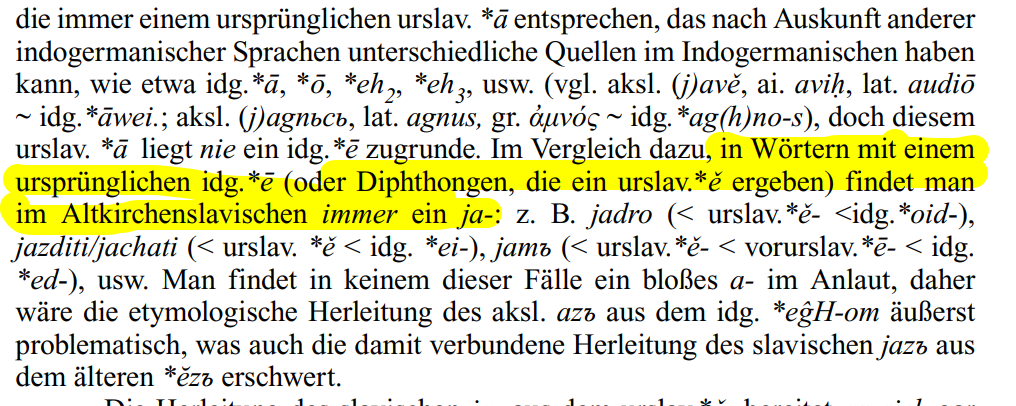 die immer einem ursprünglichen urslav. *ā entsprechen, das nach Auskunft anderer
indogermanischer Sprachen unterschiedliche Quellen im Indogermanischen haben
kann, wie etwa idg.*ā, *ō, *eh₂, *eh₃, usw. (vgl. aksl. (j)avě, ai. aviḥ, lat. audiō
~ idg.*āwei.; aksl. (j)agnьcь, lat. agnus, gr. ἀμνός ~ idg.*ag(h)no-s), doch diesem
urslav. *ā liegt nie ein idg.*ē zugrunde. Im Vergleich dazu, in Wörtern mit einem
ursprünglichen idg.*ē (oder Diphthongen, die ein urslav.*ě ergeben) findet man
im Altkirchenslavischen immer ein ja-: z. B. jadro (< urslav.*ě- <idg.*oid-),
jazditi/jachati (< urslav. *ě < idg. *ei-), jamъ (< urslav.*ě- < vorurslav.*ē- < idg.
*ed-), usw. Man findet in keinem dieser Fälle ein bloßes a- im Anlaut, daher
wäre die etymologische Herleitung des aksl. azъ aus dem idg. *eĝH-om äußerst
problematisch, was auch die damit verbundene Herleitung des slavischen jazъ aus
dem älteren *ězъ erschwert.